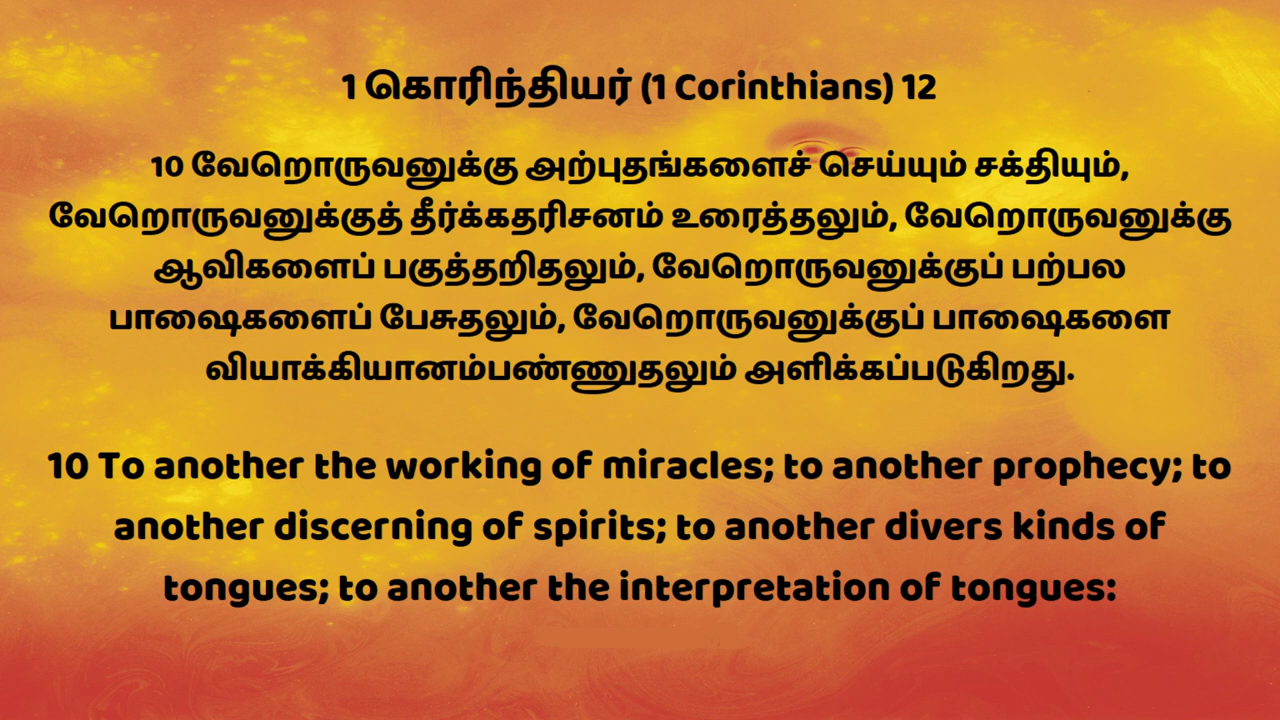 1 கொரிந்தியர் (1 Corinthians) 12
10 வேறொருவனுக்கு அற்புதங்களைச் செய்யும் சக்தியும்,
வேறொருவனுக்குத் தீர்க்கதரிசனம் உரைத்தலும், வேறொருவனுக்கு
ஆவிகளைப் பகுத்தறிதலும், வேறொருவனுக்குப் பற்பல
பாஷைகளைப் பேசுதலும், வேறொருவனுக்குப் பாஷைகளை
வியாக்கியானம்பண்ணுதலும் அளிக்கப்படுகிறது.
10 To another the working of miracles; to another prophecy; to
another discerning of spirits; to another divers kinds of
tongues; to another the interpretation of tongues: